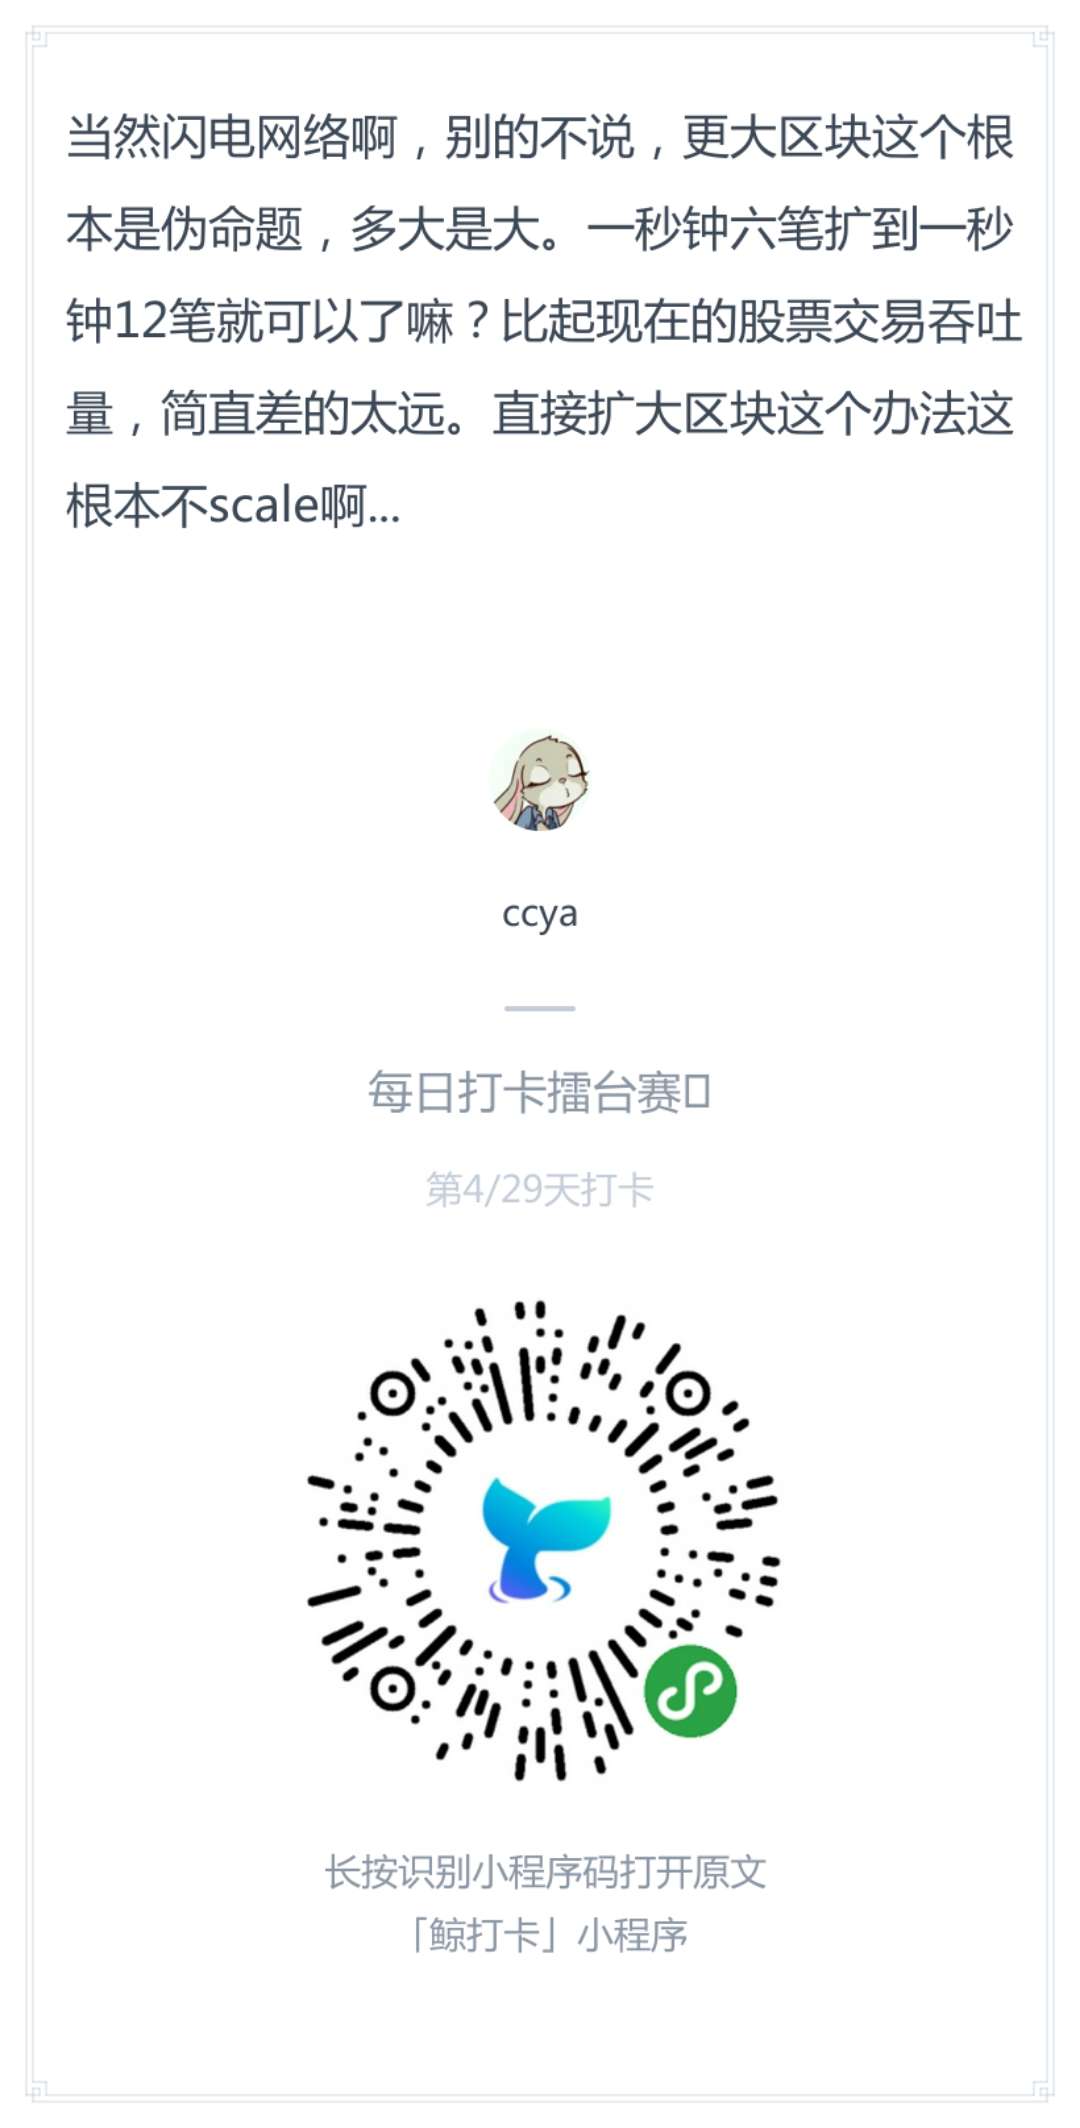 当然闪电网络啊，别的不说，更大区块这个根
本是伪命题，多大是大。一秒钟六笔扩到一秒
钟12笔就可以了嘛？比起现在的股票交易吞吐
量，简直差的太远。直接扩大区块这个办法这
根本不scale啊...
ccya
每日打卡擂台赛
第4/29天打卡
长按识别小程序码打开原文
「鲸打卡」小程序